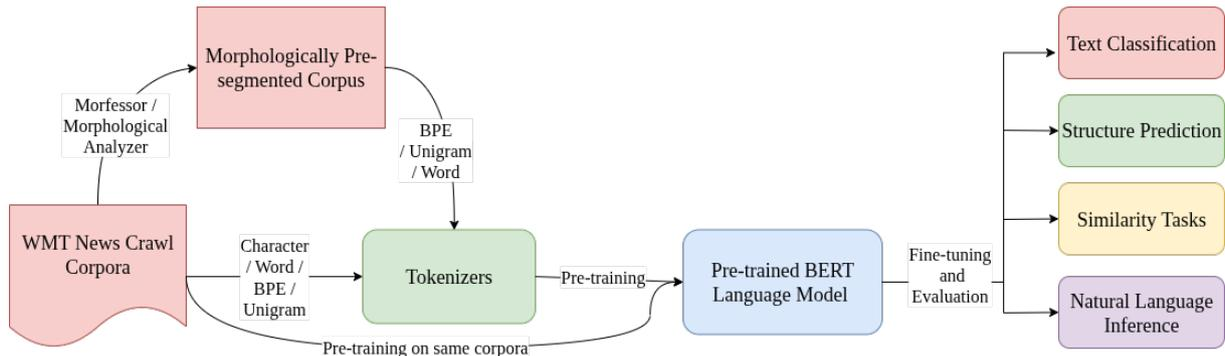 Morphologically Pre-
segmented Corpus
Text Classification
Morfessor /
Morphological
Analyzer
BPE
/ Unigram
/ Word
Structure Prediction
WMT News Crawl
Corpora
Character
/ Word /
BPE /
Unigram
Tokenizers
Pre-training
Pre-trained BERT
Language Model
Fine-tuning
and
Evaluation
Similarity Tasks
Natural Language
Inference
Pre-training on same corpora